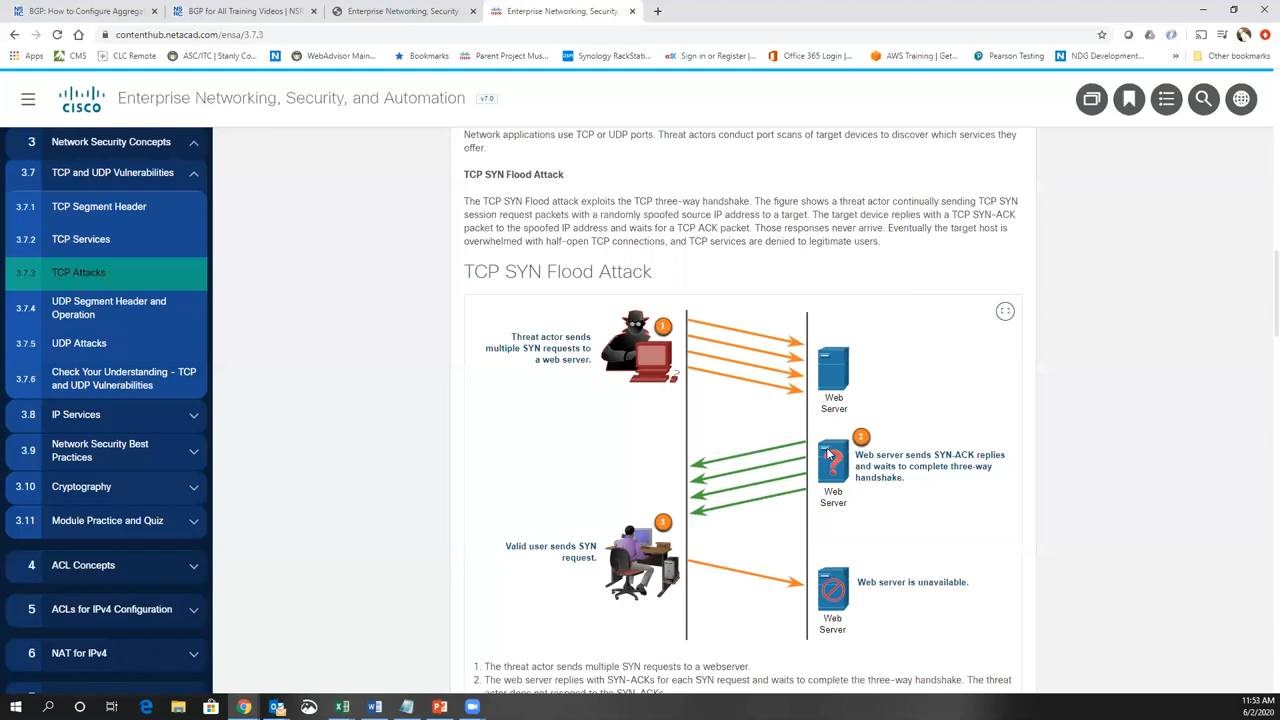 BGP: How to Configure Aggregat
BGP for All Training Videos | NSR
Enterprise Networking, Security,
Enterprise Networking, Security,
contenthub.netacad.com/ensa/3.7.3
Apps
CMS
CLC Remote
ASC/ITC | Stanly Co...
WebAdvisor Main...
Bookmarks
Parent Project Mus...
Synology RackStati...
Sign in or Register |...
Office 365 Login |...
AWS Training | Get...
Pearson Testing
NDG Development...
»
Other bookmarks
CISCO
Enterprise Networking, Security, and Automation
v7.0
3 Network Security Concepts
3.7 TCP and UDP Vulnerabilities
3.7.1 TCP Segment Header
3.7.2 TCP Services
3.7.3 TCP Attacks
3.7.4 UDP Segment Header and
Operation
3.7.5 UDP Attacks
3.7.6 Check Your Understanding - TCP
and UDP Vulnerabilities
3.8 IP Services
3.9 Network Security Best
Practices
3.10 Cryptography
3.11 Module Practice and Quiz
4 ACL Concepts
5 ACLs for IPv4 Configuration
6 NAT for IPv4
Network applications use TCP or UDP ports. Threat actors conduct port scans of target devices to discover which services they
offer.
TCP SYN Flood Attack
The TCP SYN Flood attack exploits the TCP three-way handshake. The figure shows a threat actor continually sending TCP SYN
session request packets with a randomly spoofed source IP address to a target. The target device replies with a TCP SYN-ACK
packet to the spoofed IP address and waits for a TCP ACK packet. Those responses never arrive. Eventually the target host is
overwhelmed with half-open TCP connections, and TCP services are denied to legitimate users.
TCP SYN Flood Attack
1
Threat actor sends
multiple SYN requests to
a web server.
Web
Server
2
Web server sends SYN-ACK replies
and waits to complete three-way
handshake.
Web
Server
3
Valid user sends SYN
request.
Web server is unavailable.
Web
Server
1. The threat actor sends multiple SYN requests to a webserver.
2. The web server replies with SYN-ACKs for each SYN request and waits to complete the three-way handshake. The threat
actor does not respond to the SYN-ACKs.
11:53 AM
6/2/2020